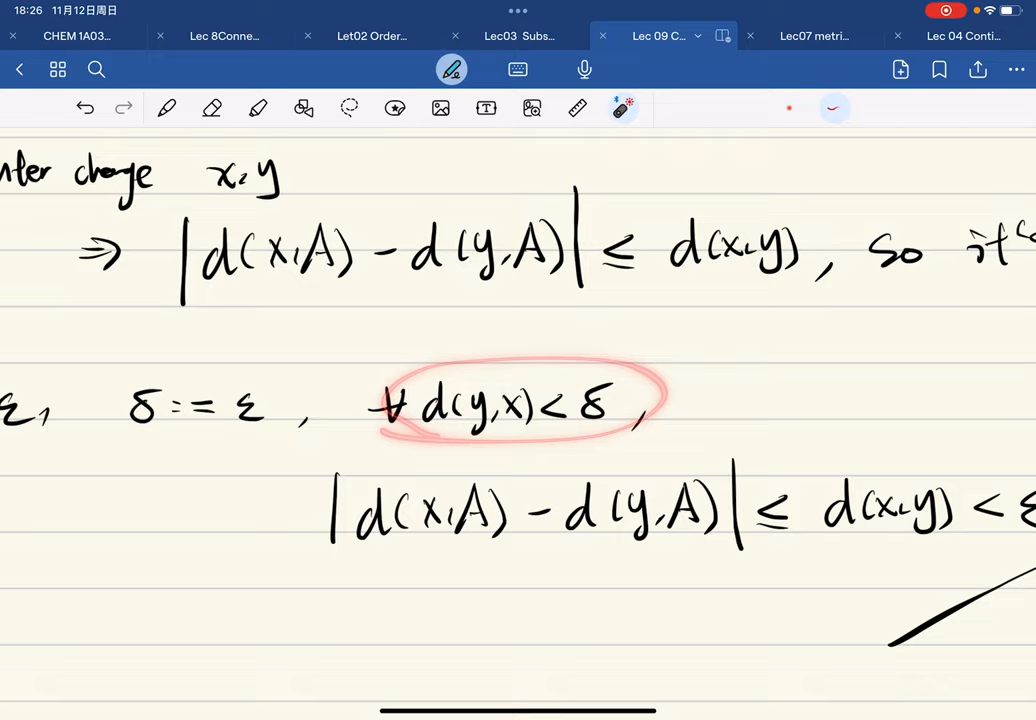 18:26 11月12日周日
CHEM 1A03... Lec 8Conne... Let02 Order... Lec03 Subs... Lec 09 C... Lec07 metri... Lec 04 Conti...
change x, y
⇒ |d(x,A) - d(y,A)| ≤ d(x,y), so it
ε, δ := ε, ∀ d(y,x) < δ,
|d(x,A) - d(y,A)| ≤ d(x,y) < ε